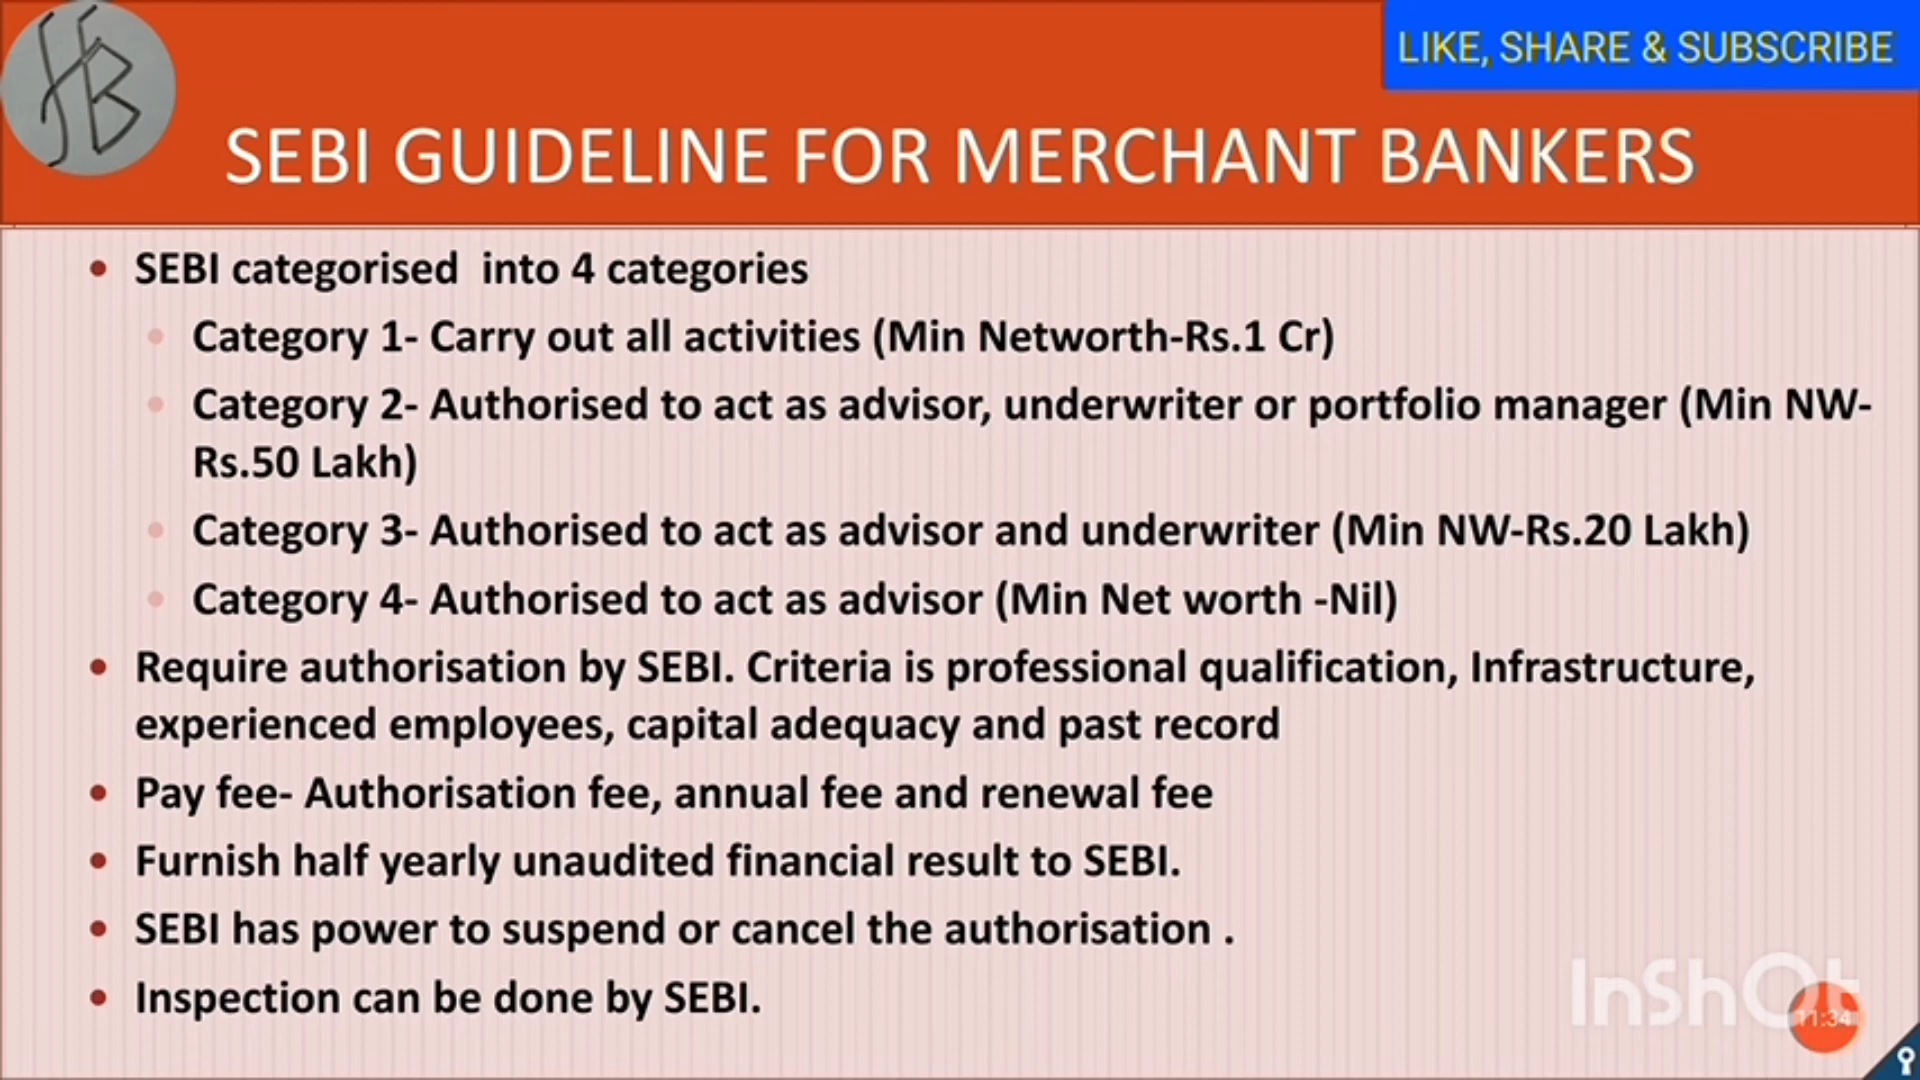 LIKE, SHARE & SUBSCRIBE
SEBI GUIDELINE FOR MERCHANT BANKERS
SEBI categorised into 4 categories
Category 1- Carry out all activities (Min Networth-Rs.1 Cr)
Category 2- Authorised to act as advisor, underwriter or portfolio manager (Min NW-
Rs.50 Lakh)
Category 3- Authorised to act as advisor and underwriter (Min NW-Rs.20 Lakh)
Category 4- Authorised to act as advisor (Min Net worth -Nil)
Require authorisation by SEBI. Criteria is professional qualification, Infrastructure,
experienced employees, capital adequacy and past record
Pay fee- Authorisation fee, annual fee and renewal fee
Furnish half yearly unaudited financial result to SEBI.
SEBI has power to suspend or cancel the authorisation .
Inspection can be done by SEBI.
InShOt
11:34